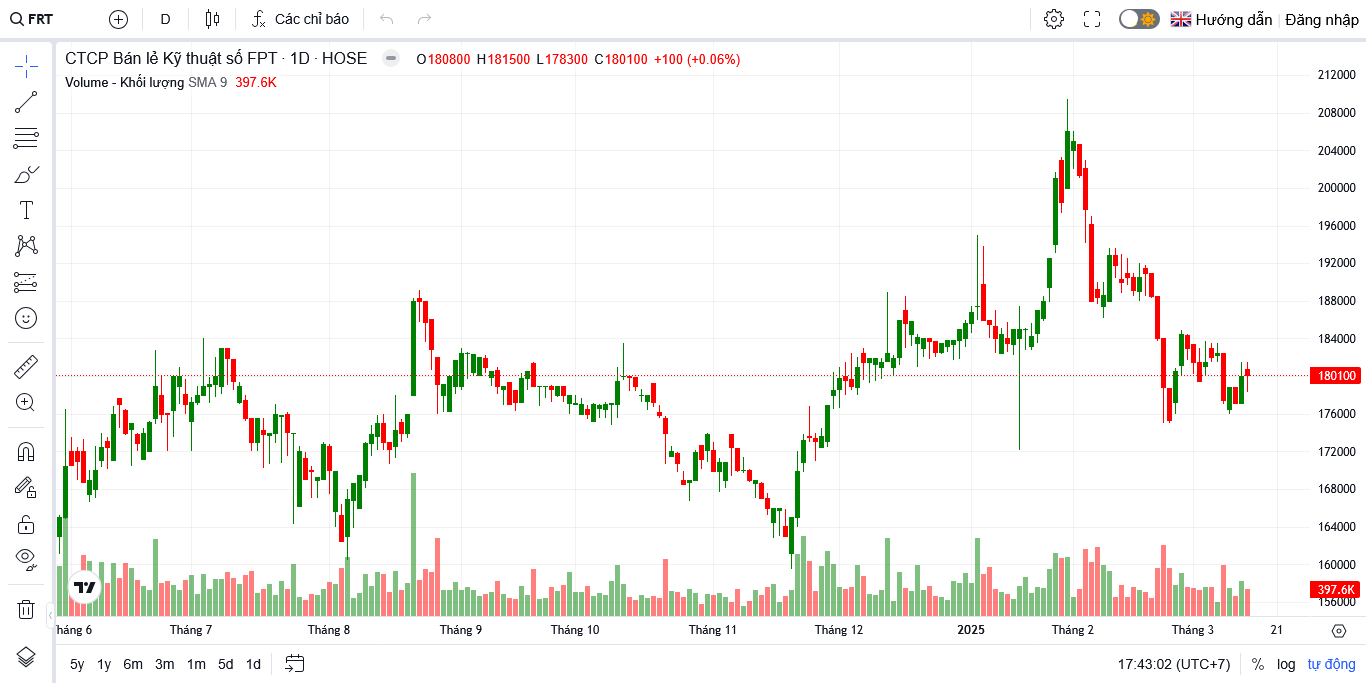 FRT D Các chỉ báo Hướng dẫn Đăng nhập
CTCP Bán lẻ Kỹ thuật số FPT · 1D · HOSE O180800 H181500 L178300 C180100 +100 (+0.06%)
Volume - Khối lượng SMA 9 397.6K
212000
208000
204000
200000
196000
192000
188000
184000
180100
176000
172000
168000
164000
160000
397.6K
156000
háng 6 Tháng 7 Tháng 8 Tháng 9 Tháng 10 Tháng 11 Tháng 12 2025 Tháng 2 Tháng 3 21
5y 1y 6m 3m 1m 5d 1d 17:43:02 (UTC+7) % log tự động